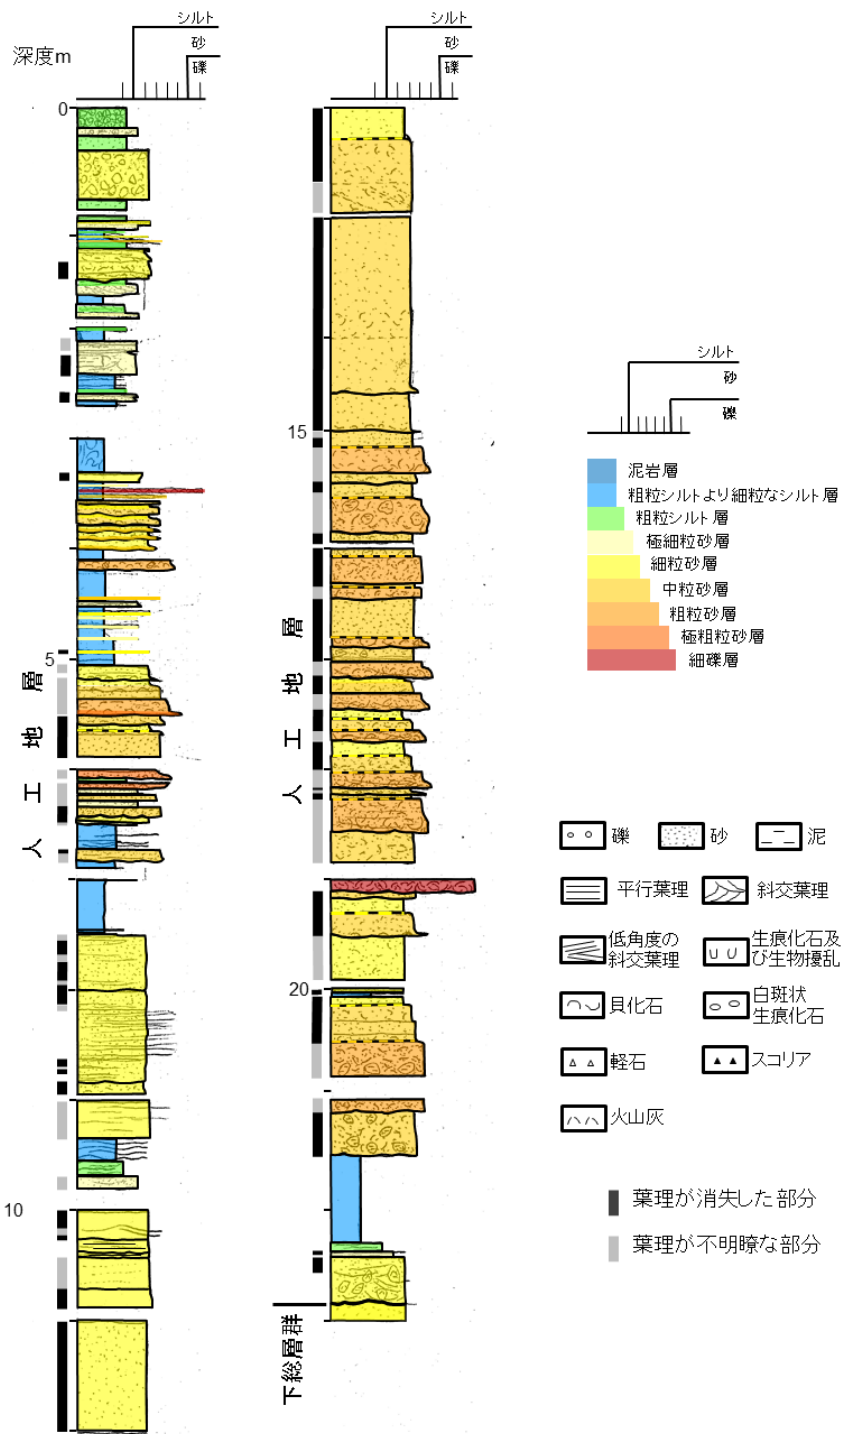 深度m
シルト
砂
礫
0
5
10
人工地層
シルト
砂
礫
15
20
人工地層
下総層群
シルト
砂
礫
泥岩層
粗粒シルトより細粒なシルト層
粗粒シルト層
極細粒砂層
細粒砂層
中粒砂層
粗粒砂層
極粗粒砂層
細礫層
礫
砂
泥
平行葉理
斜交葉理
低角度の
斜交葉理
生痕化石及
び生物擾乱
貝化石
白斑状
生痕化石
軽石
スコリア
火山灰
葉理が消失した部分
葉理が不明瞭な部分